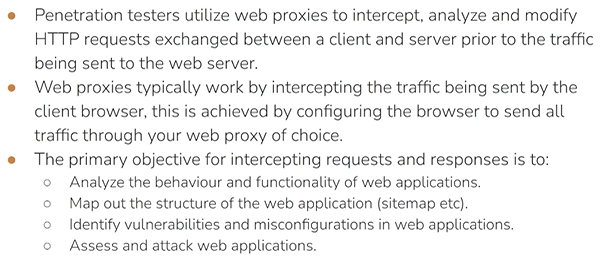 ● Penetration testers utilize web proxies to intercept, analyze and modify
HTTP requests exchanged between a client and server prior to the traffic
being sent to the web server.
● Web proxies typically work by intercepting the traffic being sent by the
client browser, this is achieved by configuring the browser to send all
traffic through your web proxy of choice.
● The primary objective for intercepting requests and responses is to:
○ Analyze the behaviour and functionality of web applications.
○ Map out the structure of the web application (sitemap etc).
○ Identify vulnerabilities and misconfigurations in web applications.
○ Assess and attack web applications.